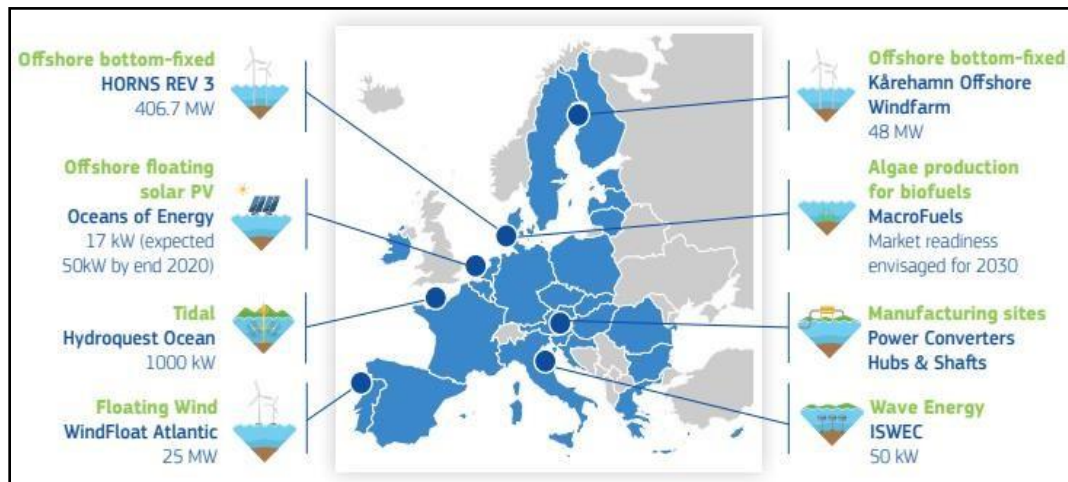 Offshore bottom-fixed
HORNS REV 3
406.7 MW
Offshore floating
solar PV
Oceans of Energy
17 kW (expected
50kW by end 2020)
Tidal
Hydroquest Ocean
1000 kW
Floating Wind
WindFloat Atlantic
25 MW
Offshore bottom-fixed
Kårehamn Offshore
Windfarm
48 MW
Algae production
for biofuels
MacroFuels
Market readiness
envisaged for 2030
Manufacturing sites
Power Converters
Hubs & Shafts
Wave Energy
ISWEC
50 kW